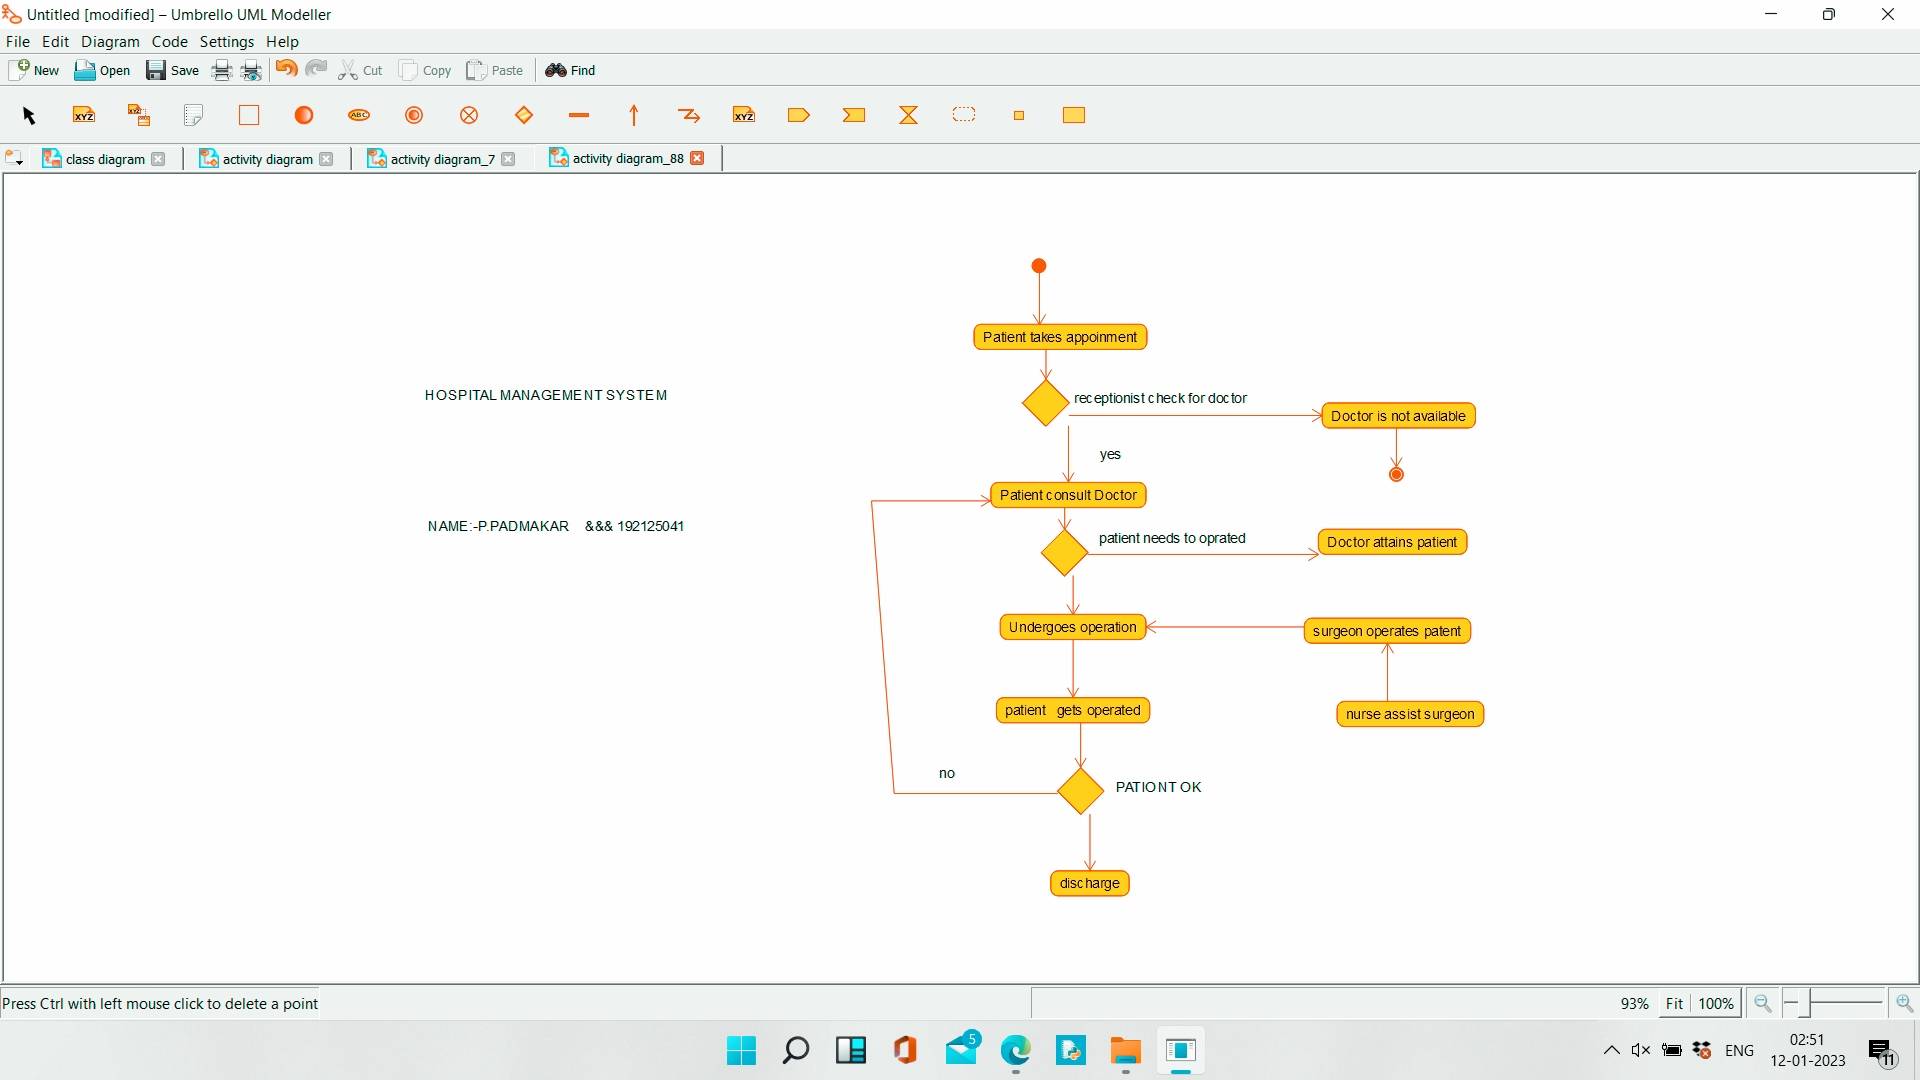 Untitled [modified] – Umbrello UML Modeller
File Edit Diagram Code Settings Help
New Open Save Cut Copy Paste Find
XYZ XYZ ABC XYZ
class diagram activity diagram activity diagram_7 activity diagram_88
Patient takes appoinment
HOSPITAL MANAGEMENT SYSTEM
receptionist check for doctor
Doctor is not available
yes
Patient consult Doctor
NAME:-P.PADMAKAR &&& 192125041
patient needs to oprated
Doctor attains patient
Undergoes operation
surgeon operates patent
patient gets operated
nurse assist surgeon
no
PATIONT OK
discharge
Press Ctrl with left mouse click to delete a point
93% Fit 100%
5
ENG
02:51
12-01-2023
11